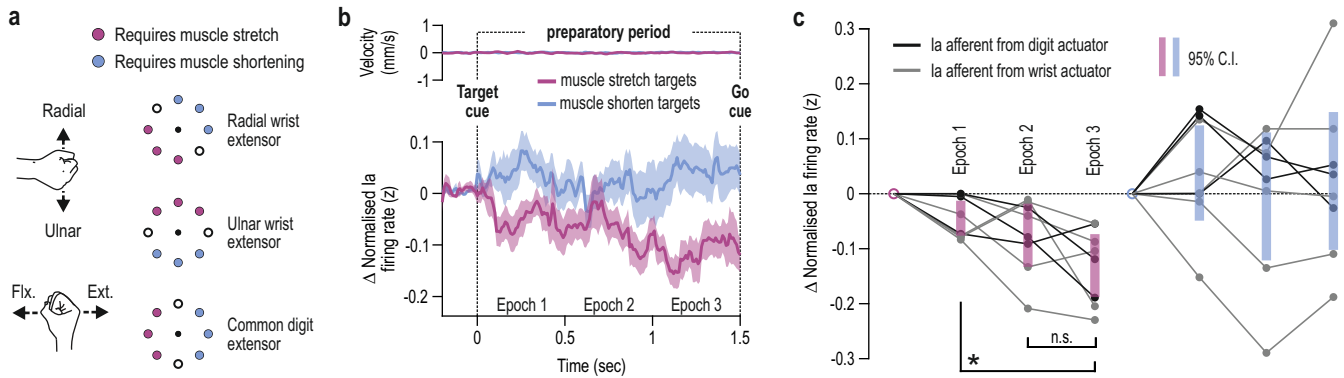 a
Requires muscle stretch
Requires muscle shortening
Radial
Ulnar
Flx.
Ext.
Radial wrist
extensor
Ulnar wrist
extensor
Common digit
extensor
b
Velocity
(mm/s)
1
0
-1
preparatory period
muscle stretch targets
muscle shorten targets
Target
cue
Go
cue
Δ Normalised Ia
firing rate (z)
0.1
0
-0.1
-0.2
Epoch 1
Epoch 2
Epoch 3
0
0.5
1
1.5
Time (sec)
c
Δ Normalised Ia firing rate (z)
0.3
0.2
0.1
0
-0.1
-0.2
-0.3
Ia afferent from digit actuator
Ia afferent from wrist actuator
95% C.I.
Epoch 1
Epoch 2
Epoch 3
n.s.
*